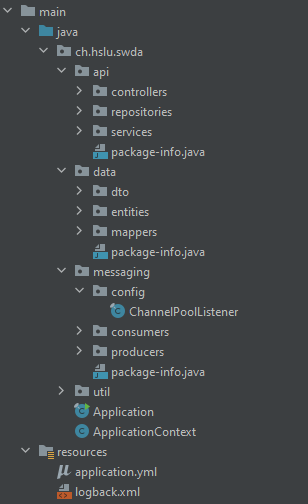 main
java
ch.hslu.swda
api
controllers
repositories
services
package-info.java
data
dto
entities
mappers
package-info.java
messaging
config
ChannelPoolListener
consumers
producers
package-info.java
util
Application
ApplicationContext
resources
application.yml
logback.xml